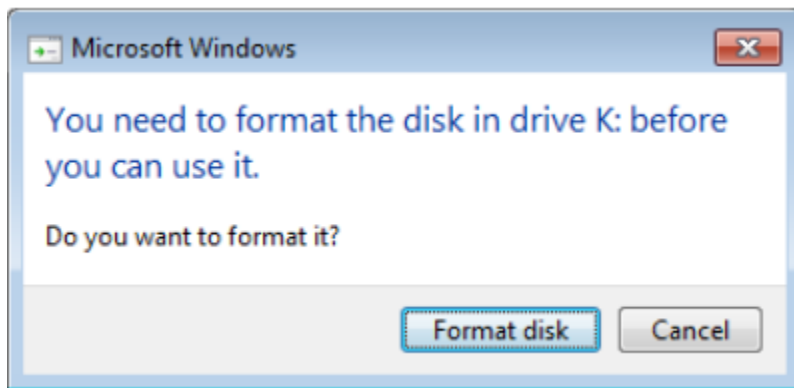 Microsoft Windows
You need to format the disk in drive K: before
you can use it.
Do you want to format it?
Format disk
Cancel